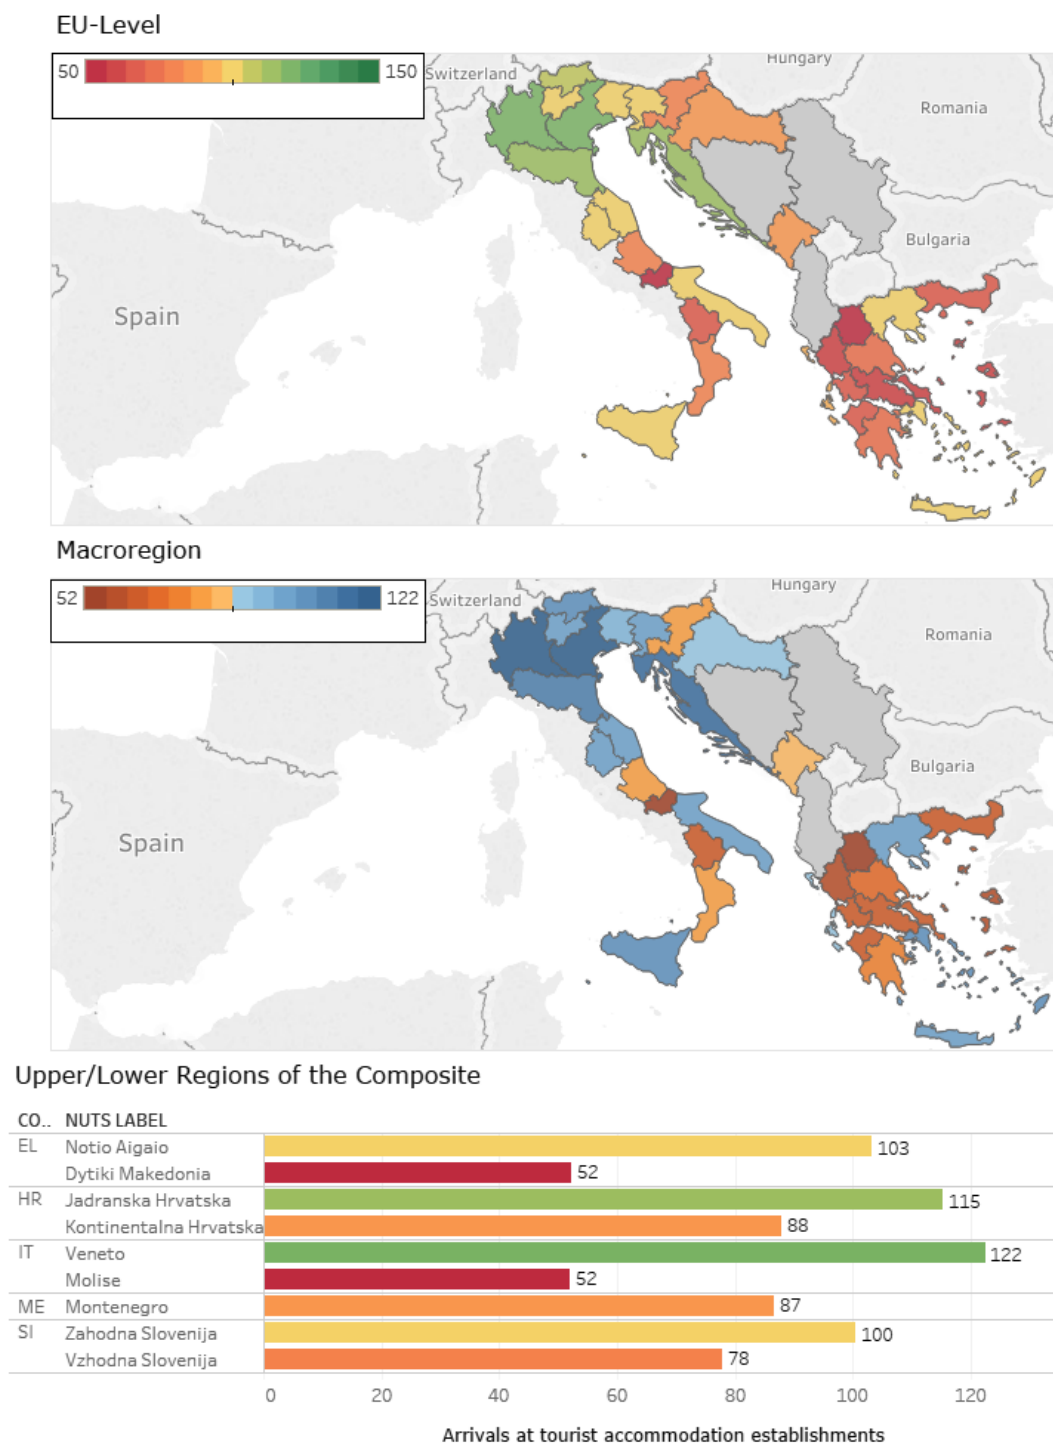 EU-Level
50 150
Switzerland
Hungary
Romania
Bulgaria
Spain
Macroregion
52 122
Switzerland
Hungary
Romania
Bulgaria
Spain
Upper/Lower Regions of the Composite
CO.. NUTS LABEL
EL Notio Aigaio 103
Dytiki Makedonia 52
HR Jadranska Hrvatska 115
Kontinentalna Hrvatska 88
IT Veneto 122
Molise 52
ME Montenegro 87
SI Zahodna Slovenija 100
Vzhodna Slovenija 78
0 20 40 60 80 100 120
Arrivals at tourist accommodation establishments